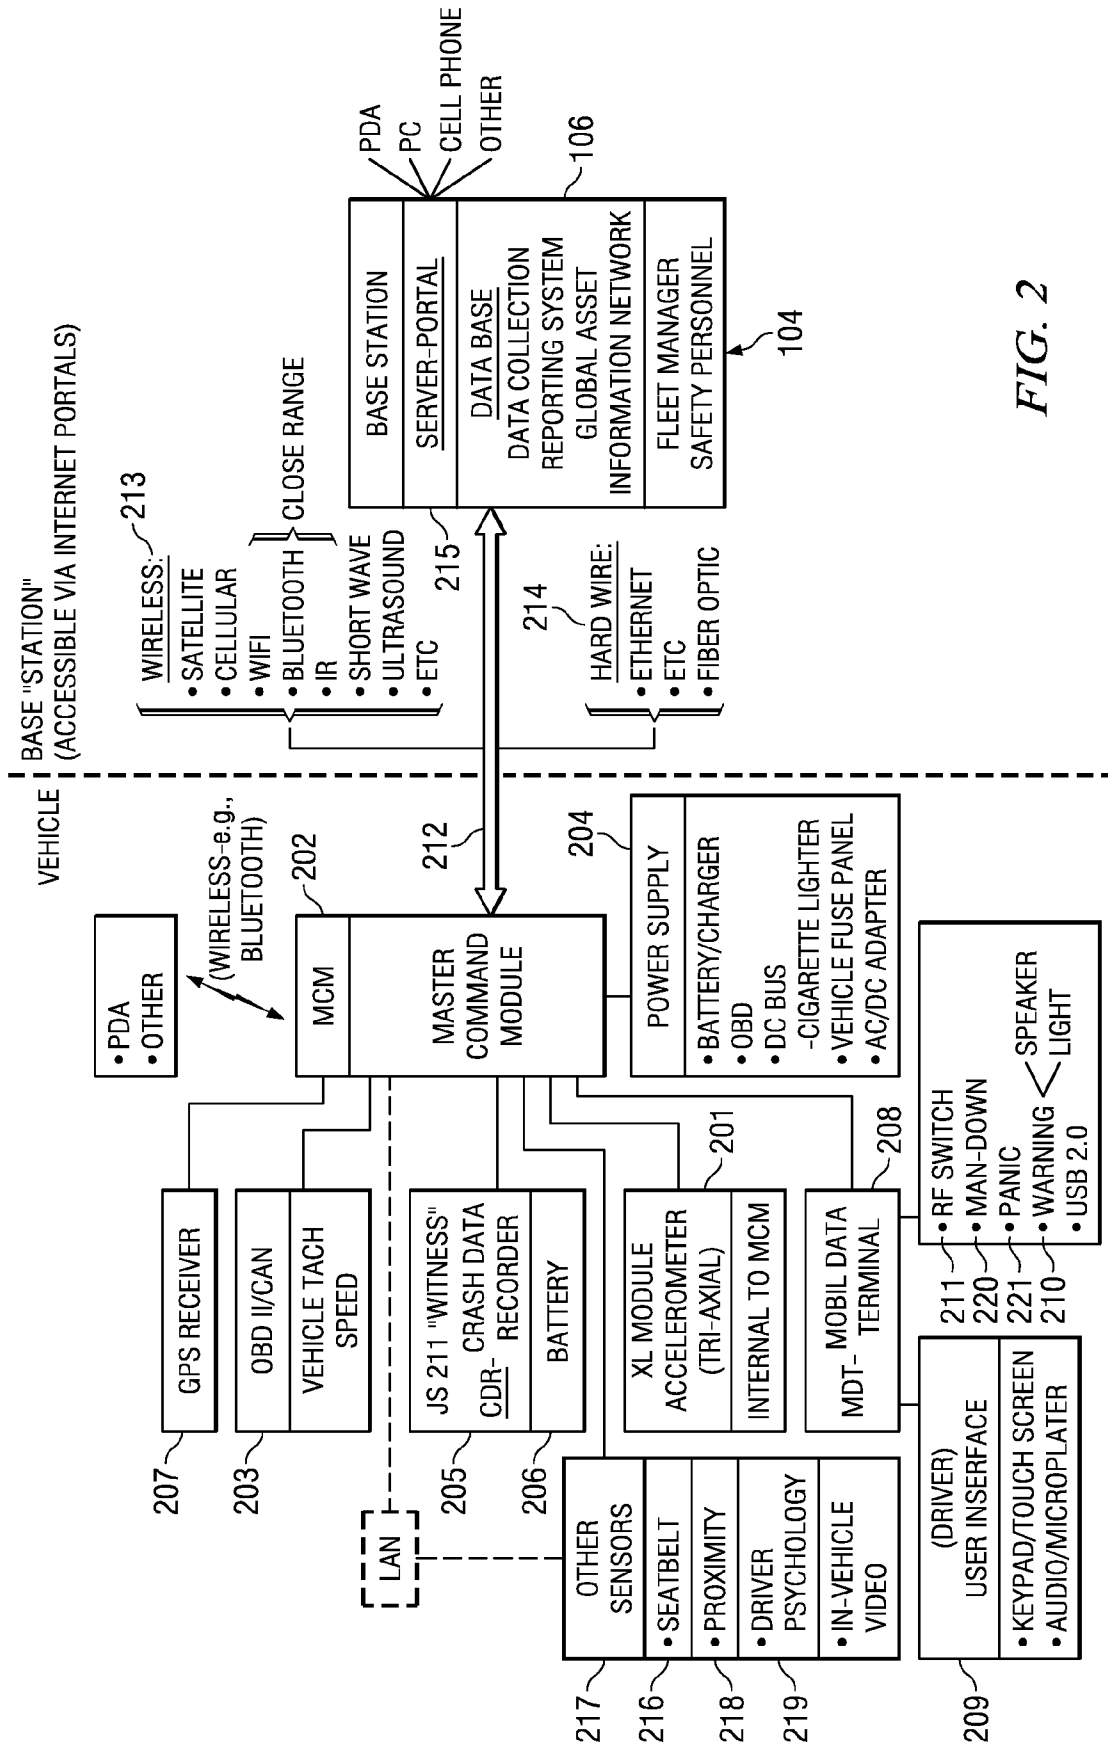 BASE "STATION"
(ACCESSIBLE VIA INTERNET PORTALS)
VEHICLE
• PDA
• OTHER
(WIRELESS-e.g.,
BLUETOOTH)
207
GPS RECEIVER
203
OBD II/CAN
VEHICLE TACH
SPEED
LAN
205
JS 211 "WITNESS"
CDR-CRASH DATA
RECORDER
206
BATTERY
217
OTHER
SENSORS
216
• SEATBELT
218
• PROXIMITY
219
• DRIVER
PSYCHOLOGY
• IN-VEHICLE
VIDEO
XL MODULE
ACCELEROMETER
(TRI-AXIAL)
201
INTERNAL TO MCM
MDT-MOBIL DATA
TERMINAL
208
209
(DRIVER)
USER INSERFACE
• KEYPAD/TOUCH SCREEN
• AUDIO/MICROPLATER
211
• RF SWITCH
220
• MAN-DOWN
221
• PANIC
210
• WARNING
SPEAKER
LIGHT
• USB 2.0
202
MCM
MASTER
COMMAND
MODULE
212
204
POWER SUPPLY
• BATTERY/CHARGER
• OBD
• DC BUS
-CIGARETTE LIGHTER
• VEHICLE FUSE PANEL
• AC/DC ADAPTER
213
WIRELESS:
• SATELLITE
• CELLULAR
• WIFI
• BLUETOOTH
• IR
CLOSE RANGE
• SHORT WAVE
• ULTRASOUND
• ETC
214
HARD WIRE:
• ETHERNET
• ETC
• FIBER OPTIC
BASE STATION
215
SERVER-PORTAL
PDA
PC
CELL PHONE
OTHER
106
DATA BASE
DATA COLLECTION
REPORTING SYSTEM
GLOBAL ASSET
INFORMATION NETWORK
FLEET MANAGER
SAFETY PERSONNEL
104
FIG. 2